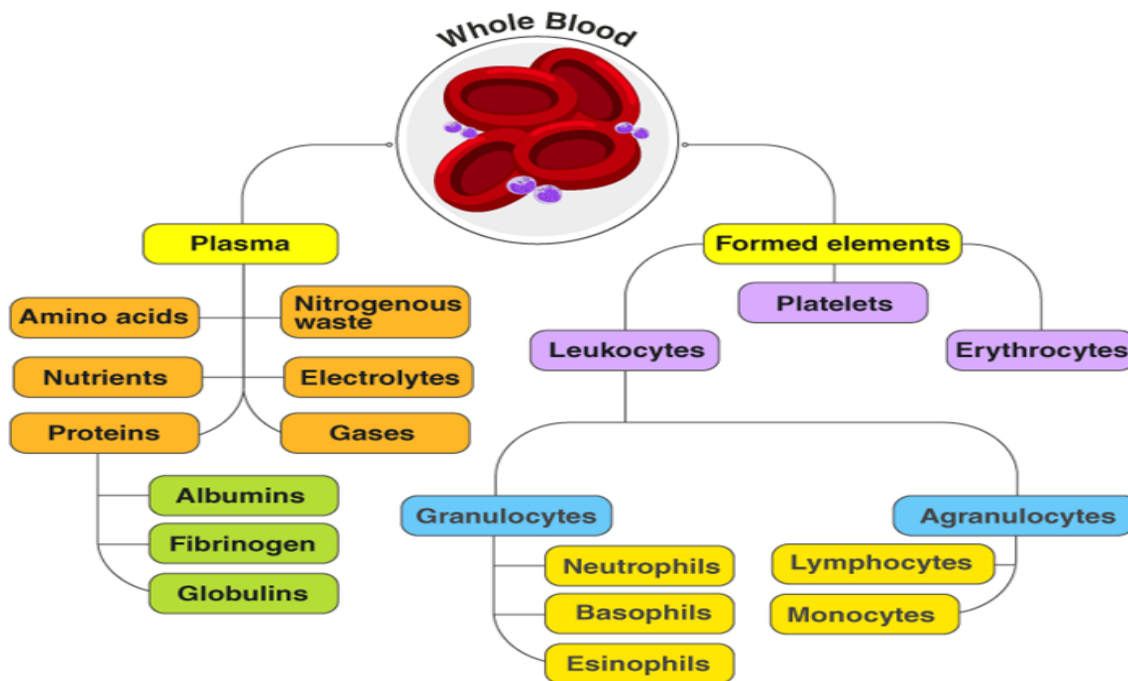 Whole Blood
Plasma
Amino acids
Nitrogenous
waste
Nutrients
Electrolytes
Proteins
Gases
Albumins
Fibrinogen
Globulins
Formed elements
Platelets
Leukocytes
Erythrocytes
Granulocytes
Neutrophils
Basophils
Esinophils
Agranulocytes
Lymphocytes
Monocytes